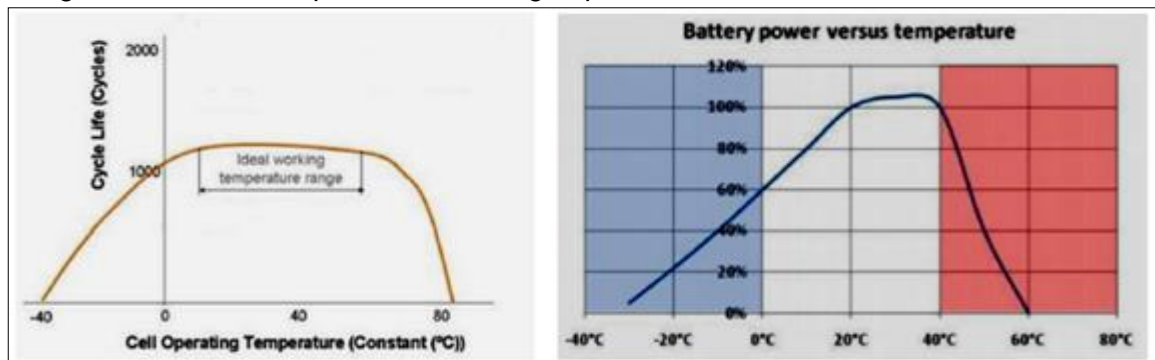 2000
Cycle Life (Cycles)
1000
Ideal working
temperature range
-40
0
40
80
Cell Operating Temperature (Constant (ºC))
Battery power versus temperature
120%
100%
80%
60%
40%
20%
0%
-40°C
-20°C
0°C
20°C
40°C
60°C
80°C